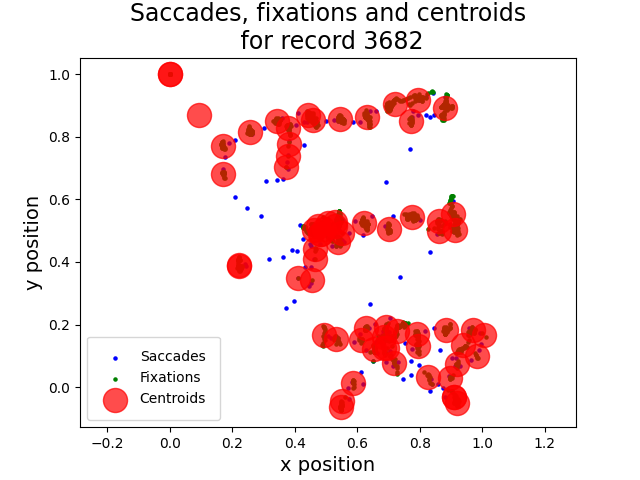 Saccades, fixations and centroids
for record 3682
y position
1.0
0.8
0.6
0.4
0.2
0.0
Saccades
Fixations
Centroids
−0.2
0.0
0.2
0.4
0.6
0.8
1.0
1.2
x position